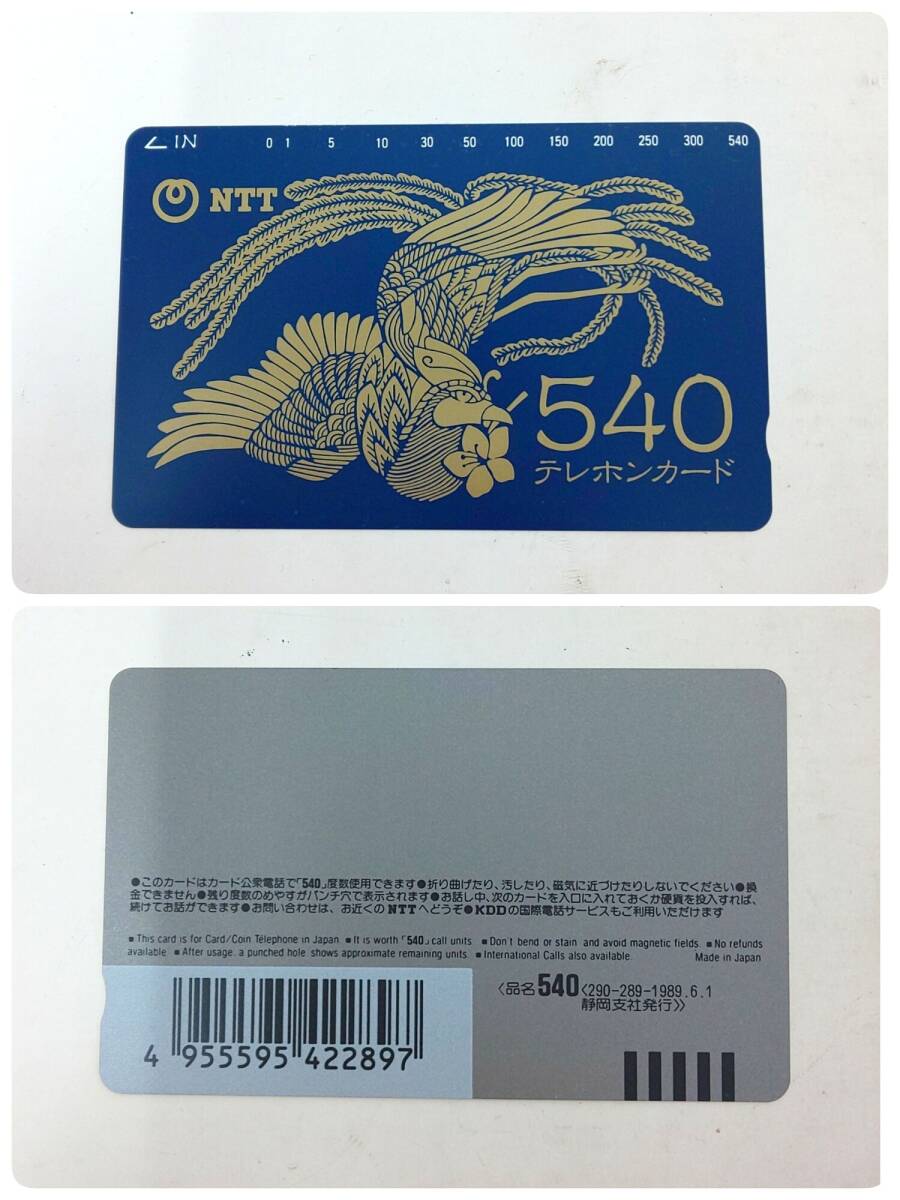 ∠IN 0 1 5 10 30 50 100 150 200 250 300 540
NTT
540
テレホンカード
●このカードはカード公衆電話で「540」度数使用できます●折り曲げたり、汚したり、磁気に近づけたりしないでください●換
金できません●残り度数のめやすがパンチ穴で表示されます●お話し中、次のカードを入口に入れておくか硬貨を投入すれば、
続けてお話ができます●お問い合わせは、お近くのNTTへどうぞ●KDDの国際電話サービスもご利用いただけます
■This card is for Card/Coin Telephone in Japan. ■It is worth「540」call units ■Don't bend or stain and avoid magnetic fields. ■No refunds
available. ■After usage, a punched hole shows approximate remaining units. ■International Calls also available. Made in Japan
〈品名540〈290-289-1989.6.1
静岡支社発行〉〉
4 955595 422897